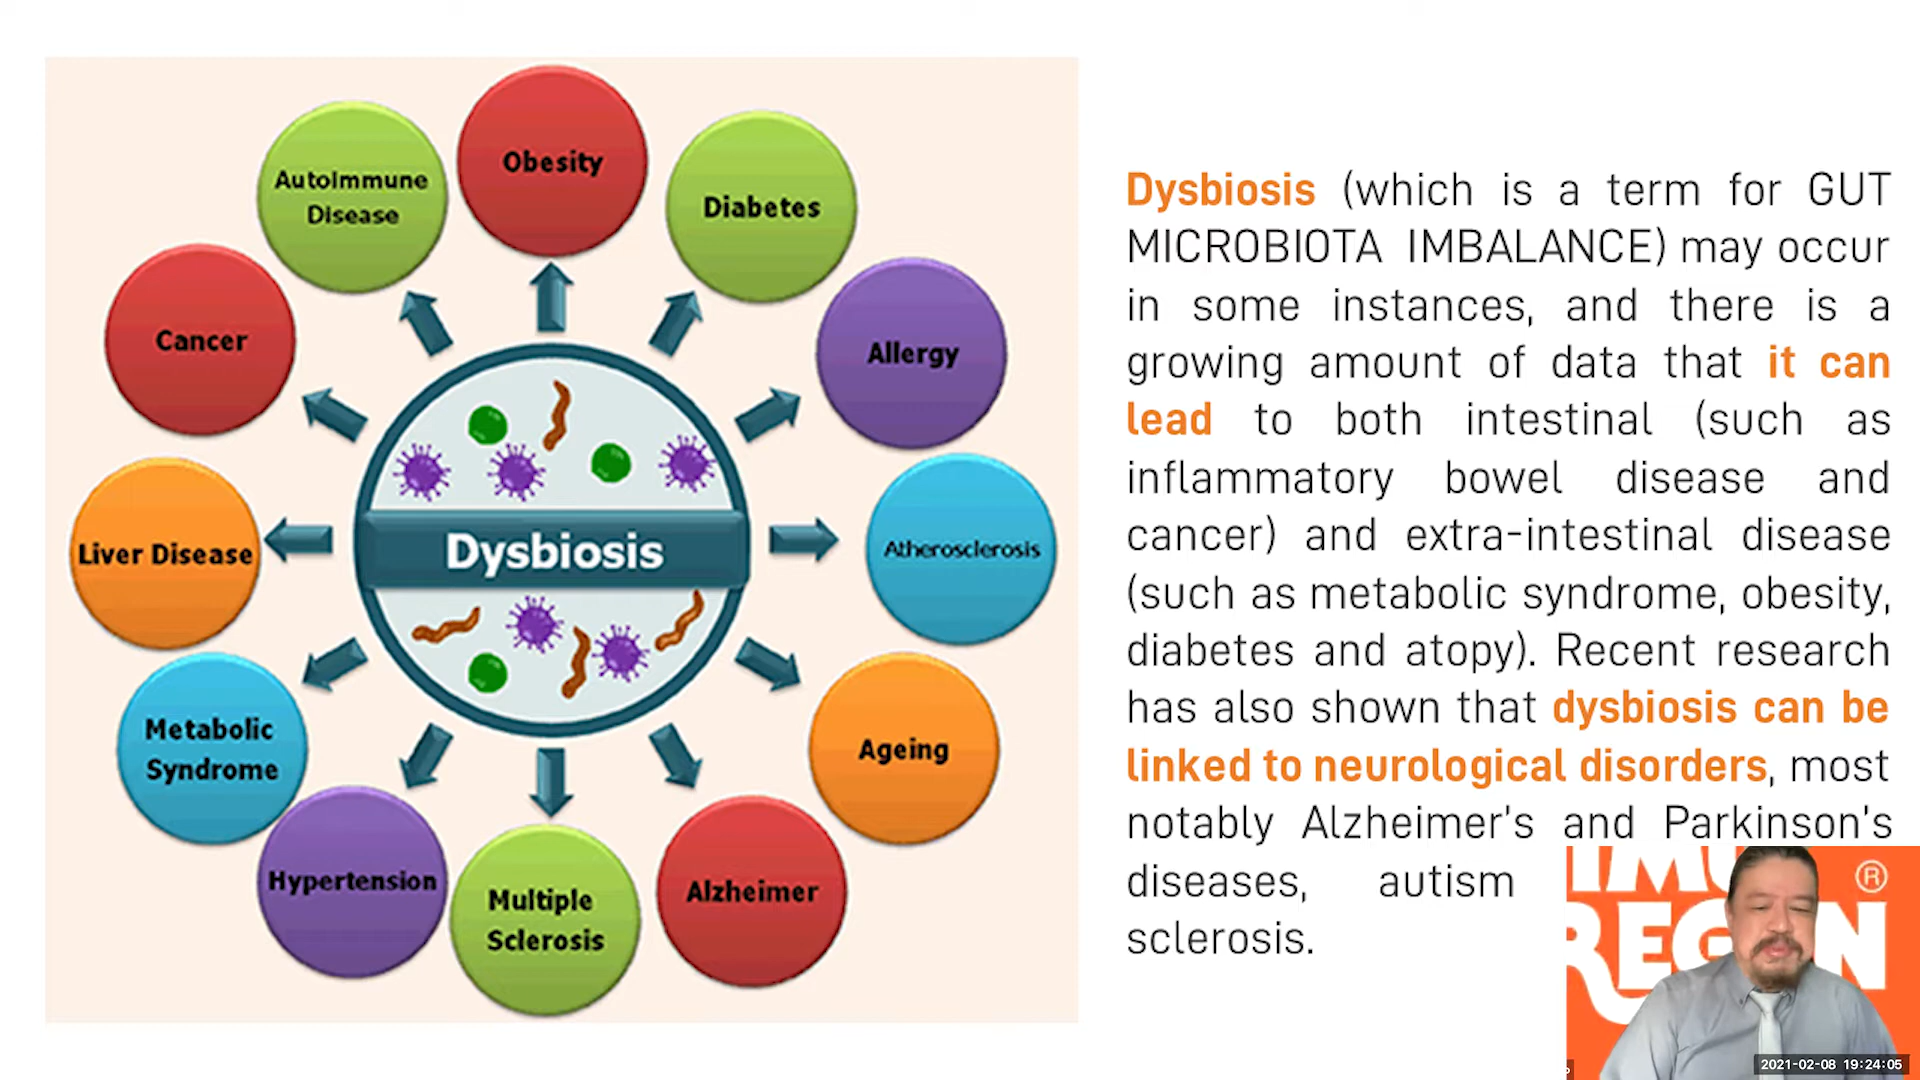 Obesity
AutoImmune
Disease
Diabetes
Cancer
Allergy
Liver Disease
Dysbiosis
Atherosclerosis
Metabolic
Syndrome
Ageing
Hypertension
Multiple
Sclerosis
Alzheimer
Dysbiosis (which is a term for GUT
MICROBIOTA IMBALANCE) may occur
in some instances, and there is a
growing amount of data that it can
lead to both intestinal (such as
inflammatory bowel disease and
cancer) and extra-intestinal disease
(such as metabolic syndrome, obesity,
diabetes and atopy). Recent research
has also shown that dysbiosis can be
linked to neurological disorders, most
notably Alzheimer's and Parkinson's
diseases, autism
sclerosis.
®
2021-02-08 19:24:05